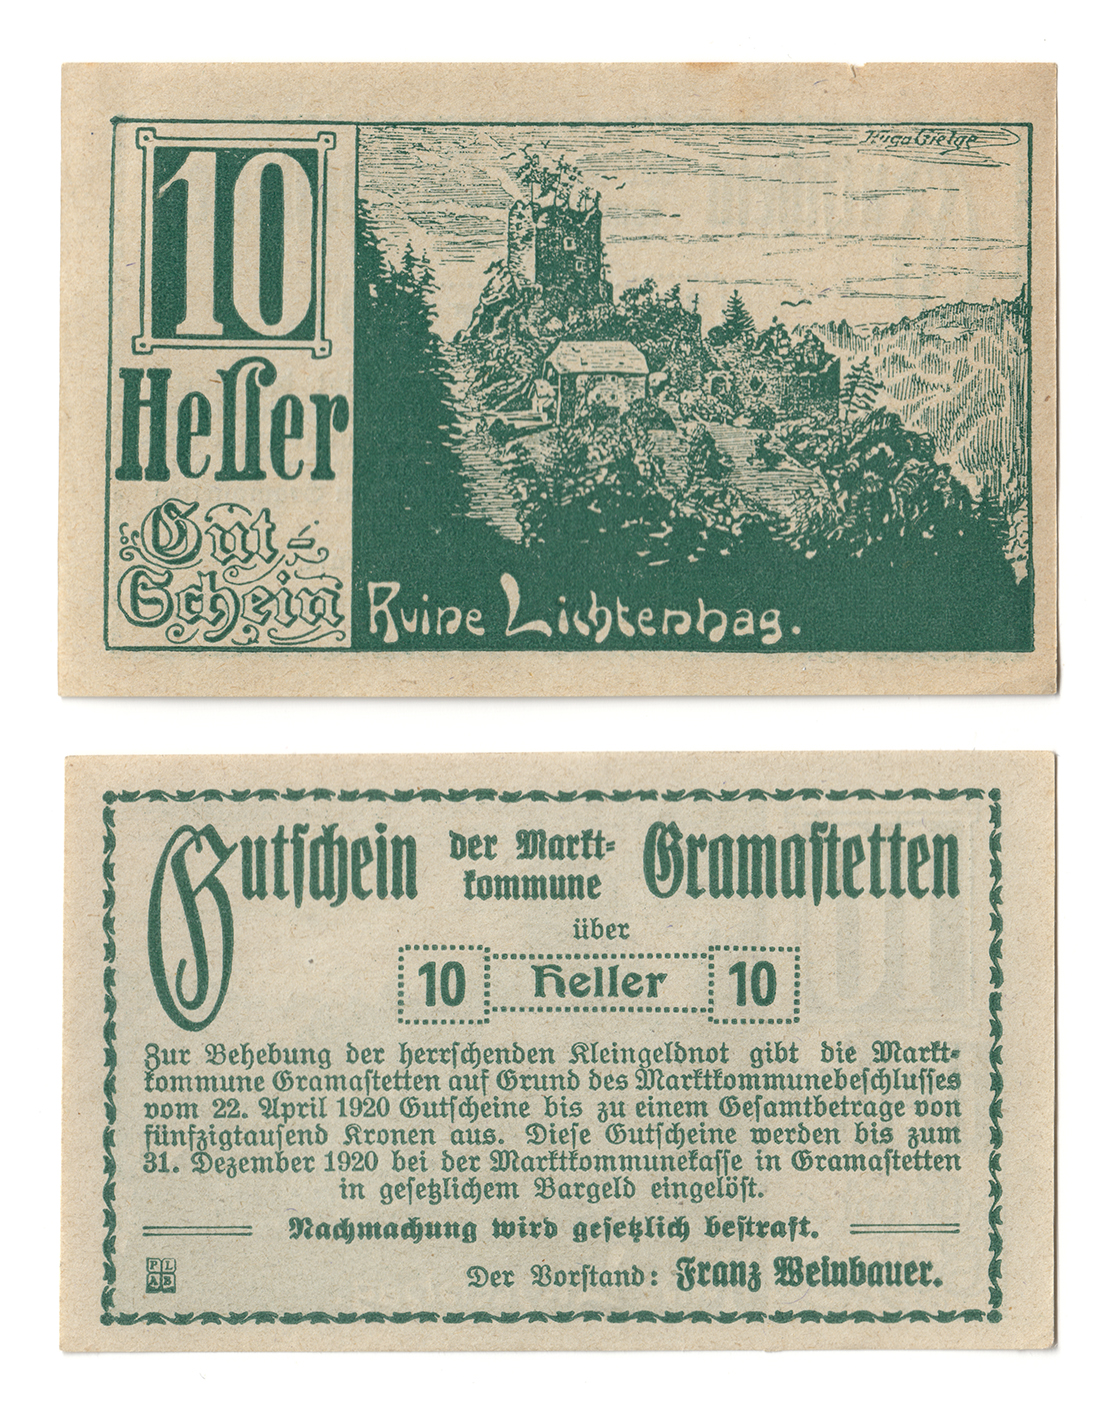 Hugo Gielge
10
Heller
Gut-
Schein
Ruine Lichtenhag.
Gutſchein der Markt-
kommune Gramaſtetten
über
10 Heller 10
Zur Behebung der herrſchenden Kleingeldnot gibt die Markt-
kommune Gramaſtetten auf Grund des Marktkommunebeſchluſſes
vom 22. April 1920 Gutſcheine bis zu einem Geſamtbetrage von
fünfzigtauſend Kronen aus. Dieſe Gutſcheine werden bis zum
31. Dezember 1920 bei der Marktkommunekaſſe in Gramaſtetten
in geſetzlichem Bargeld eingelöſt.
Nachmachung wird geſetzlich beſtraft.
P L
A B
Der Vorſtand: Franz Weinbauer.